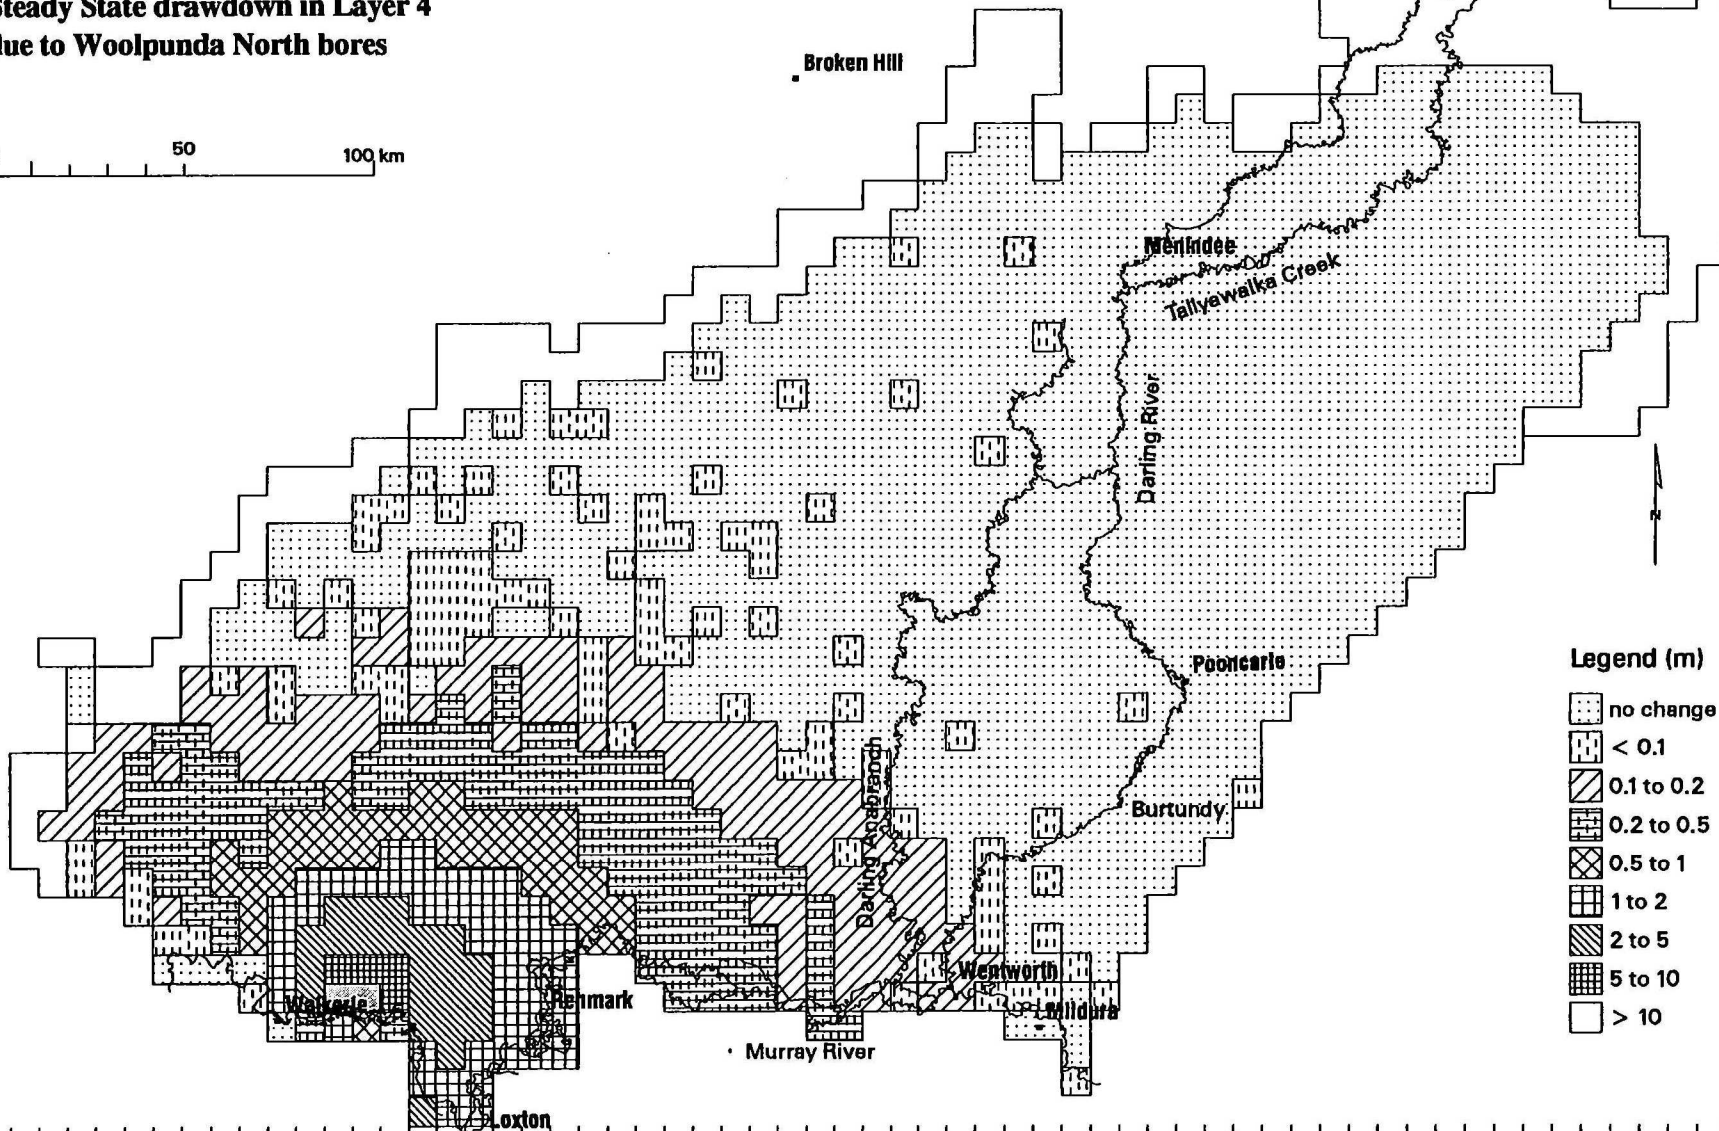 Steady State drawdown in Layer 4
due to Woolpunda North bores
Broken Hill
50
100 km
Menindee
Tallyawalka Creek
Darling River
N
Pooncarie
Legend (m)
no change
< 0.1
0.1 to 0.2
0.2 to 0.5
0.5 to 1
1 to 2
2 to 5
5 to 10
> 10
Darling Anabranch
Burtundy
Wentworth
Waikerie
Renmark
Mildura
Murray River
Loxton